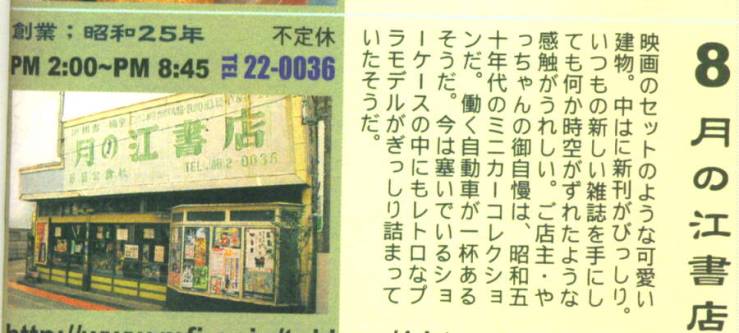 8 月の江書店
映画のセットのような可愛い
建物。中はに新刊がびっしり。
いつもの新しい雑誌を手にし
ても何か時空がずれたような
感触がうれしい。ご店主・や
っちゃんの御自慢は、昭和五
十年代のミニカーコレクショ
ンだ。働く自動車が一杯ある
そうだ。今は塞いでいるショ
ーケースの中にもレトロなプ
ラモデルがぎっしり詰まって
いたそうだ。
創業；昭和25年 不定休
PM 2:00~PM 8:45 TEL 22-0036
月の江書店
TEL
0036